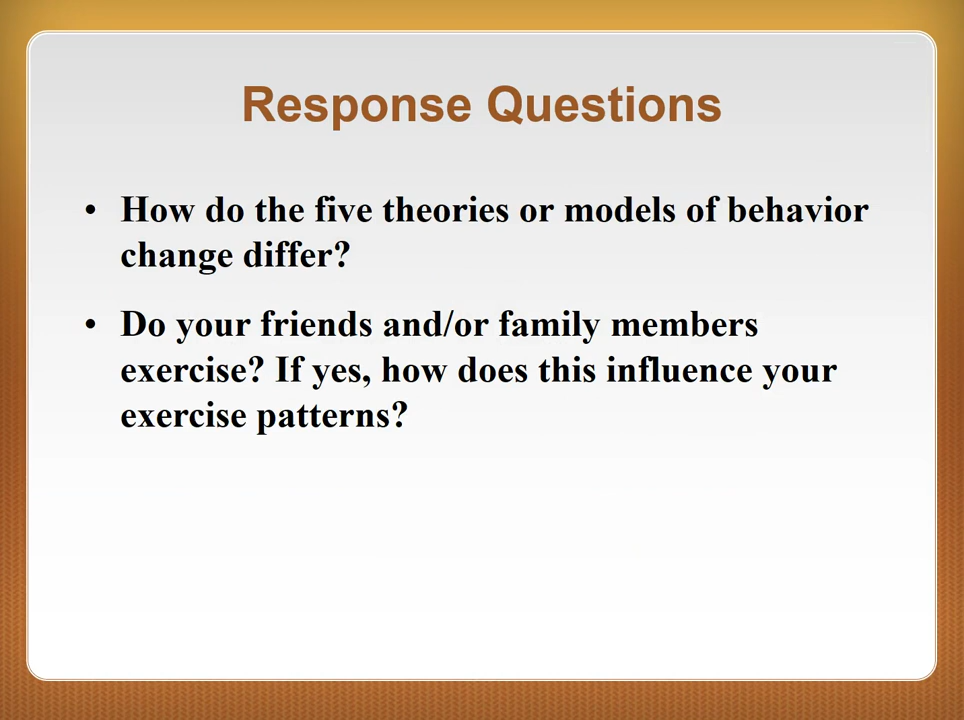 Response Questions
• How do the five theories or models of behavior
change differ?
• Do your friends and/or family members
exercise? If yes, how does this influence your
exercise patterns?